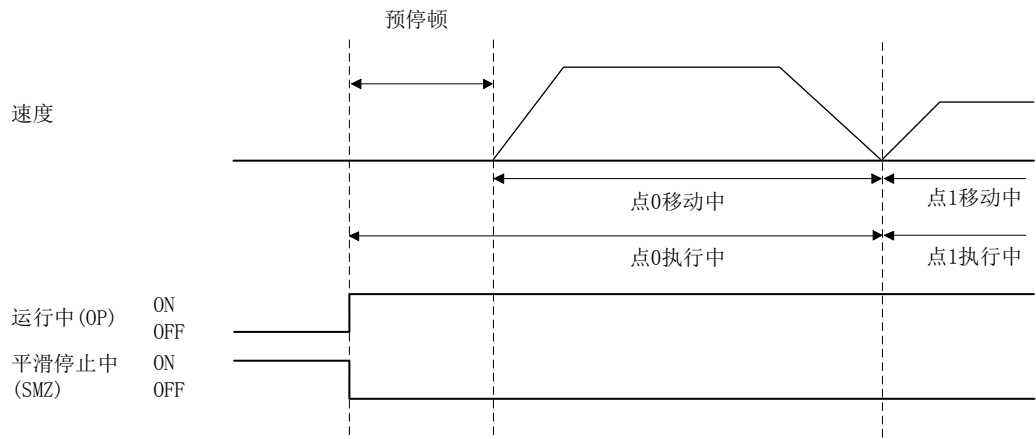 预停顿
速度
点0移动中
点1移动中
点0执行中
点1执行中
运行中(OP)
ON
OFF
平滑停止中
(SMZ)
ON
OFF